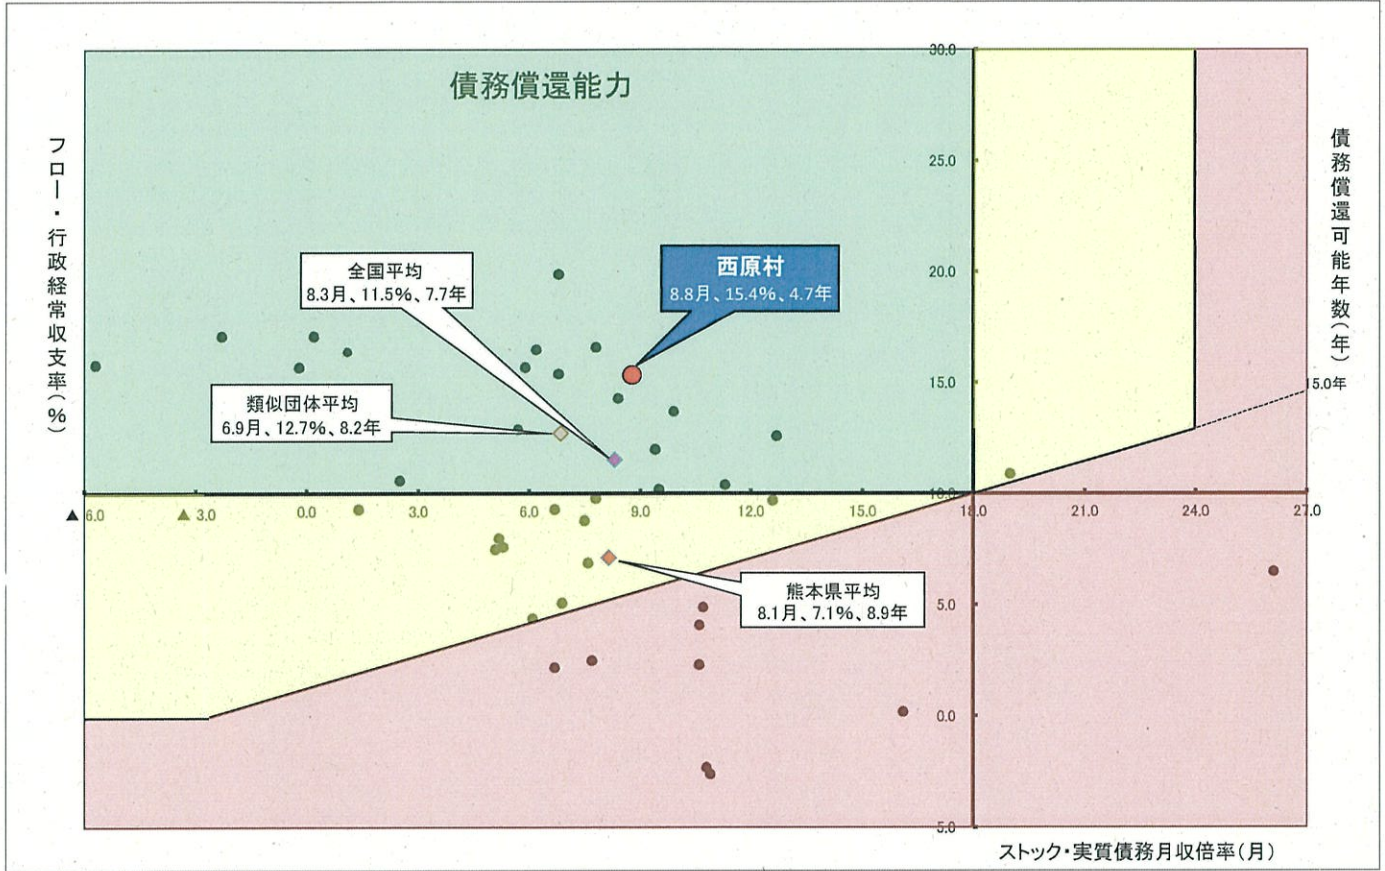 債務償還能力
フロー・行政経常収支率(%)
債務償還可能年数(年)
30.0
25.0
20.0
15.0
10.0
5.0
0.0
5.0
全国平均
8.3月、11.5%、7.7年
西原村
8.8月、15.4%、4.7年
類似団体平均
6.9月、12.7%、8.2年
15.0年
▲ 6.0
▲ 3.0
0.0
3.0
6.0
9.0
12.0
15.0
18.0
21.0
24.0
27.0
熊本県平均
8.1月、7.1%、8.9年
ストック・実質債務月収倍率(月)